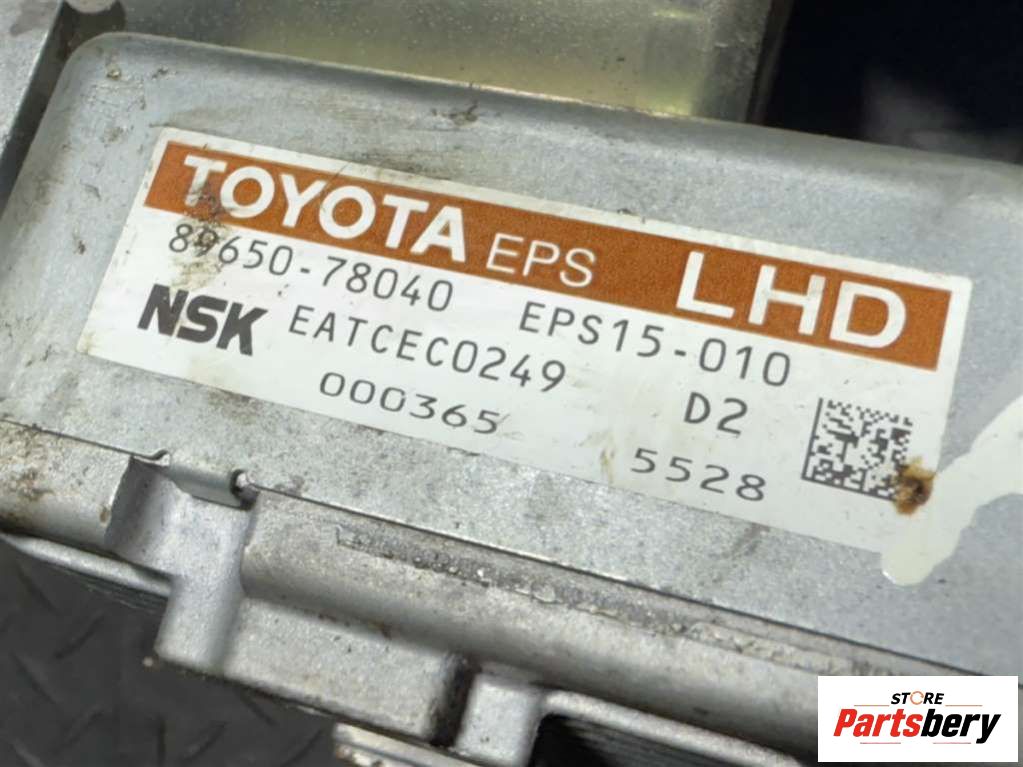 TOYOTA EPS LHD
89650-78040 EPS15-010
NSK EATCEC0249 D2
000365 5528
STORE
Partsbery